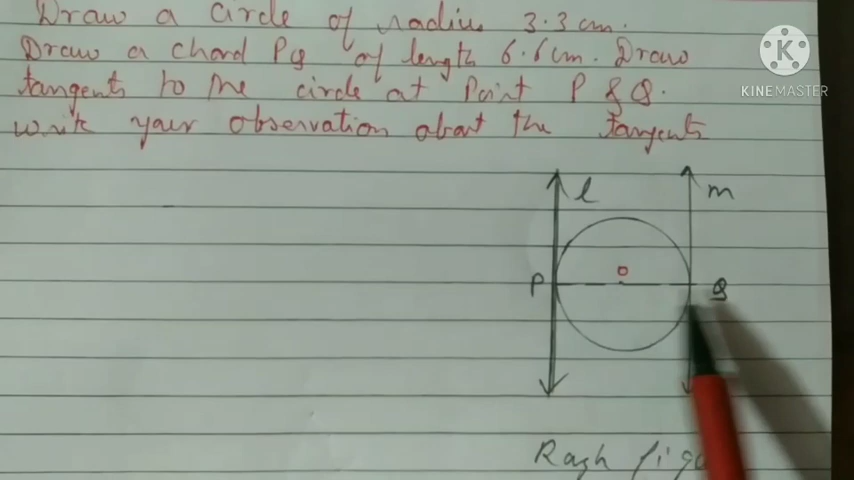 Draw a circle of radius 3.3 cm.
Draw a chord PQ of length 6.6 cm. Draw
tangents to the circle at Point P & Q.
write your observation about the tangents
KINEMASTER
l
m
O
P
Q